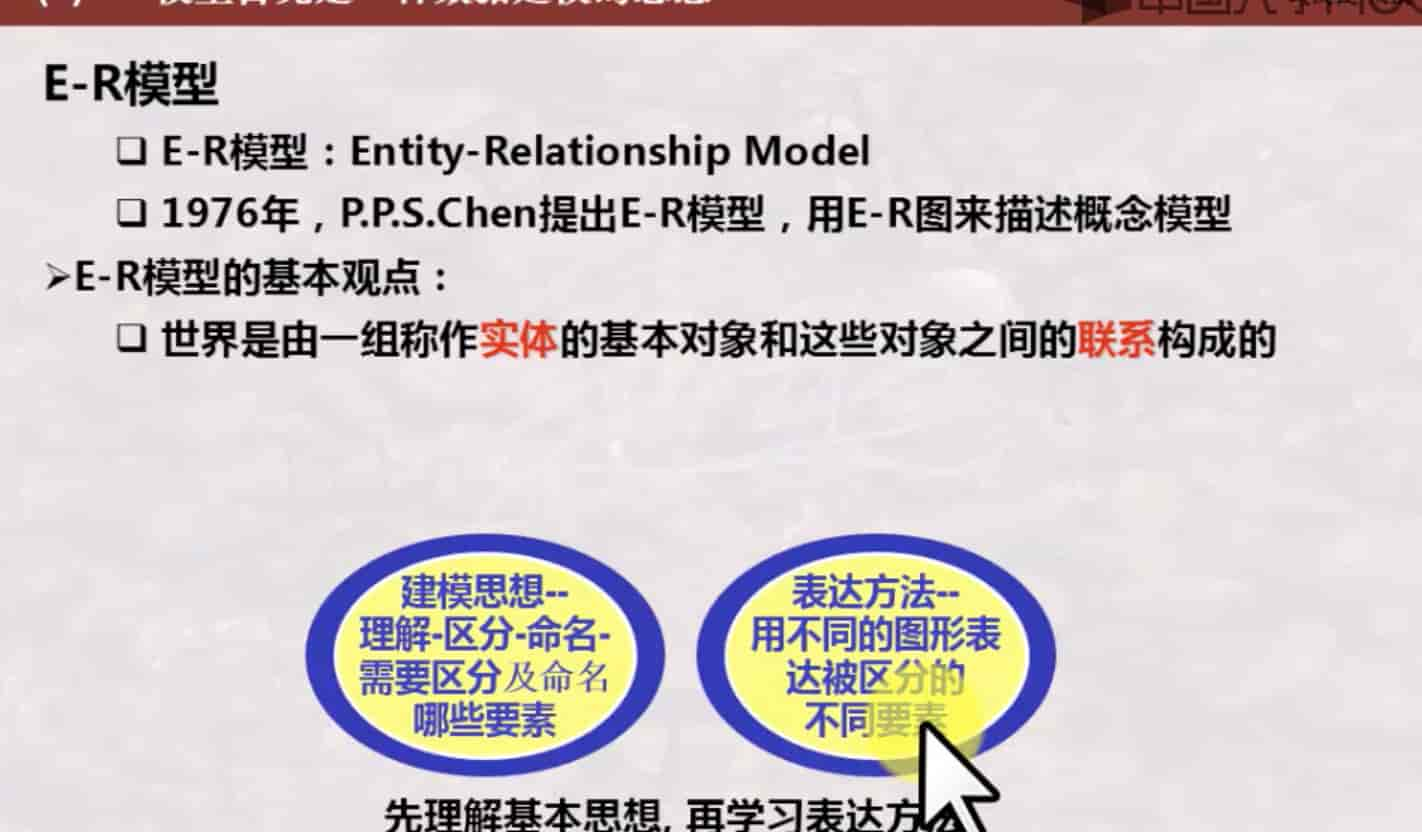 E-R模型
❑ E-R模型：Entity-Relationship Model
❑ 1976年，P.P.S.Chen提出E-R模型，用E-R图来描述概念模型
➢E-R模型的基本观点：
❑ 世界是由一组称作实体的基本对象和这些对象之间的联系构成的
建模思想--
理解-区分-命名-
需要区分及命名
哪些要素
表达方法--
用不同的图形表
达被区分的
不同要素
先理解基本思想, 再学习表达方法